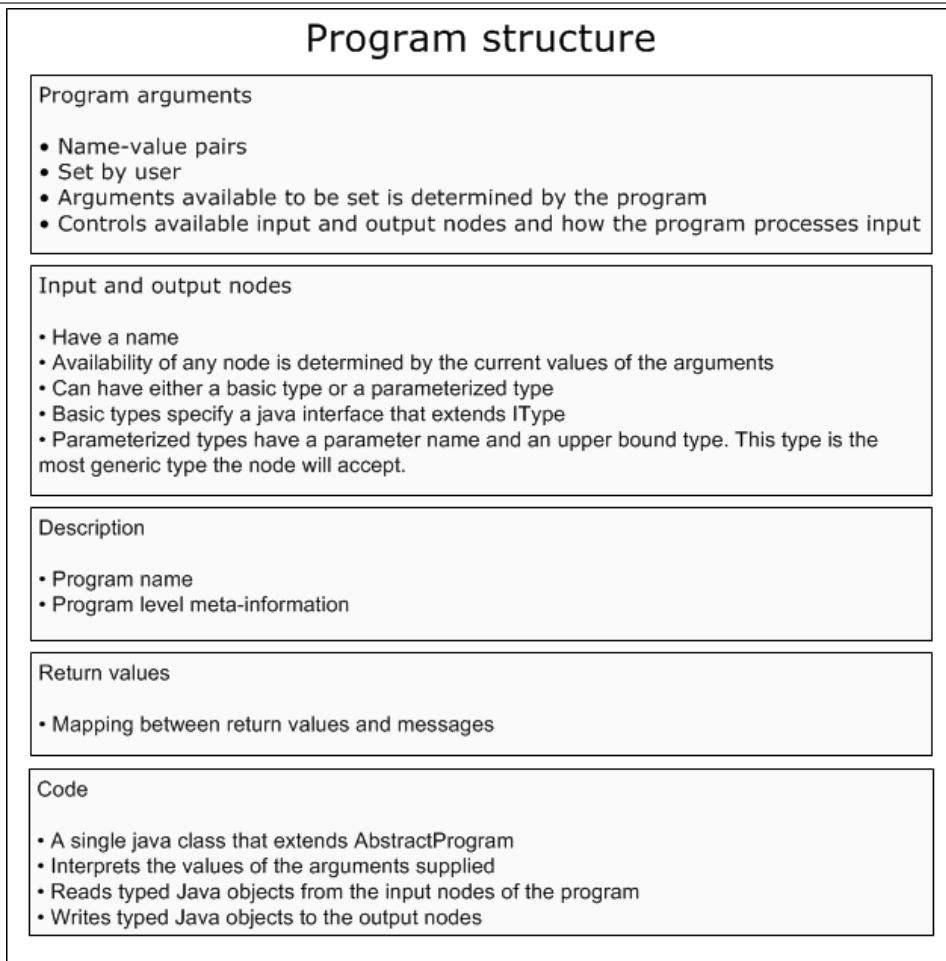 Program structure
Program arguments
• Name-value pairs
• Set by user
• Arguments available to be set is determined by the program
• Controls available input and output nodes and how the program processes input
Input and output nodes
• Have a name
• Availability of any node is determined by the current values of the arguments
• Can have either a basic type or a parameterized type
• Basic types specify a java interface that extends IType
• Parameterized types have a parameter name and an upper bound type. This type is the
most generic type the node will accept.
Description
• Program name
• Program level meta-information
Return values
• Mapping between return values and messages
Code
• A single java class that extends AbstractProgram
• Interprets the values of the arguments supplied
• Reads typed Java objects from the input nodes of the program
• Writes typed Java objects to the output nodes